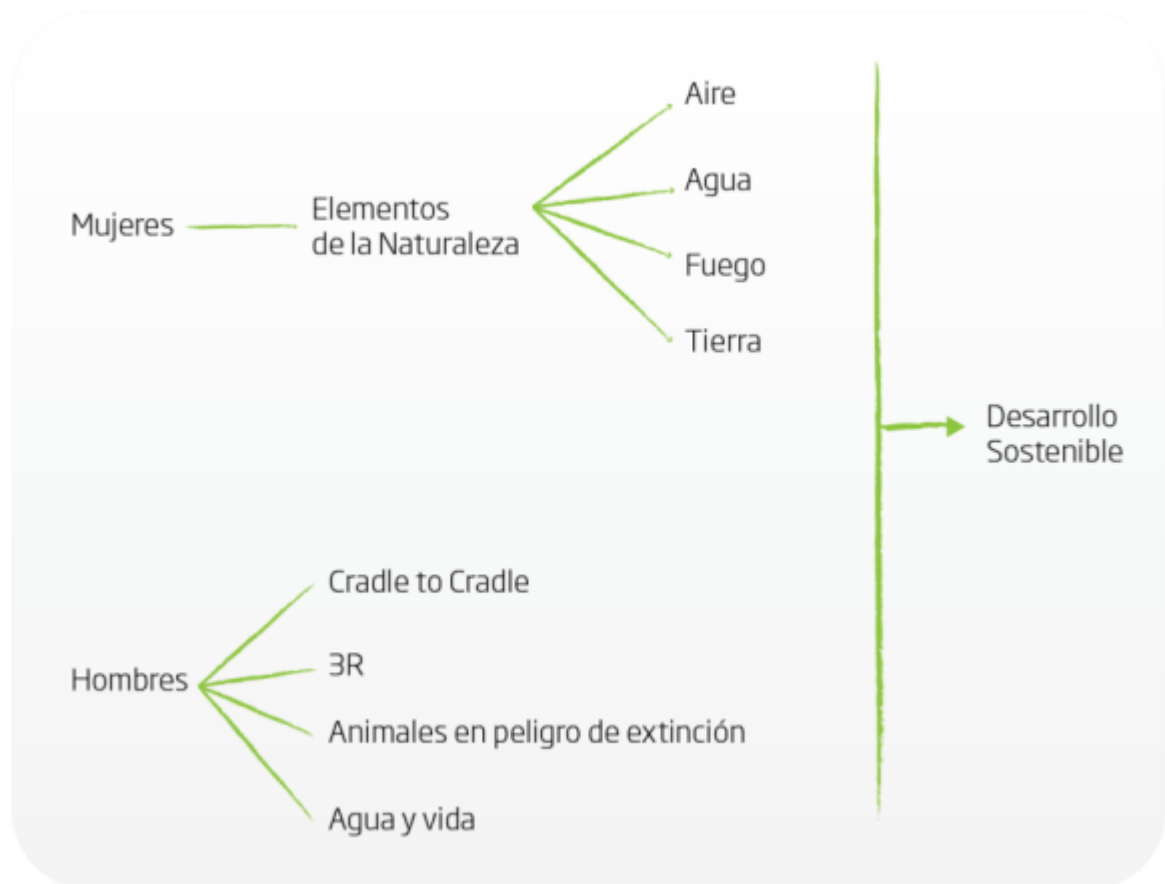 Aire
Agua
Mujeres
Elementos
de la Naturaleza
Fuego
Tierra
Desarrollo
Sostenible
Cradle to Cradle
3R
Hombres
Animales en peligro de extinción
Agua y vida